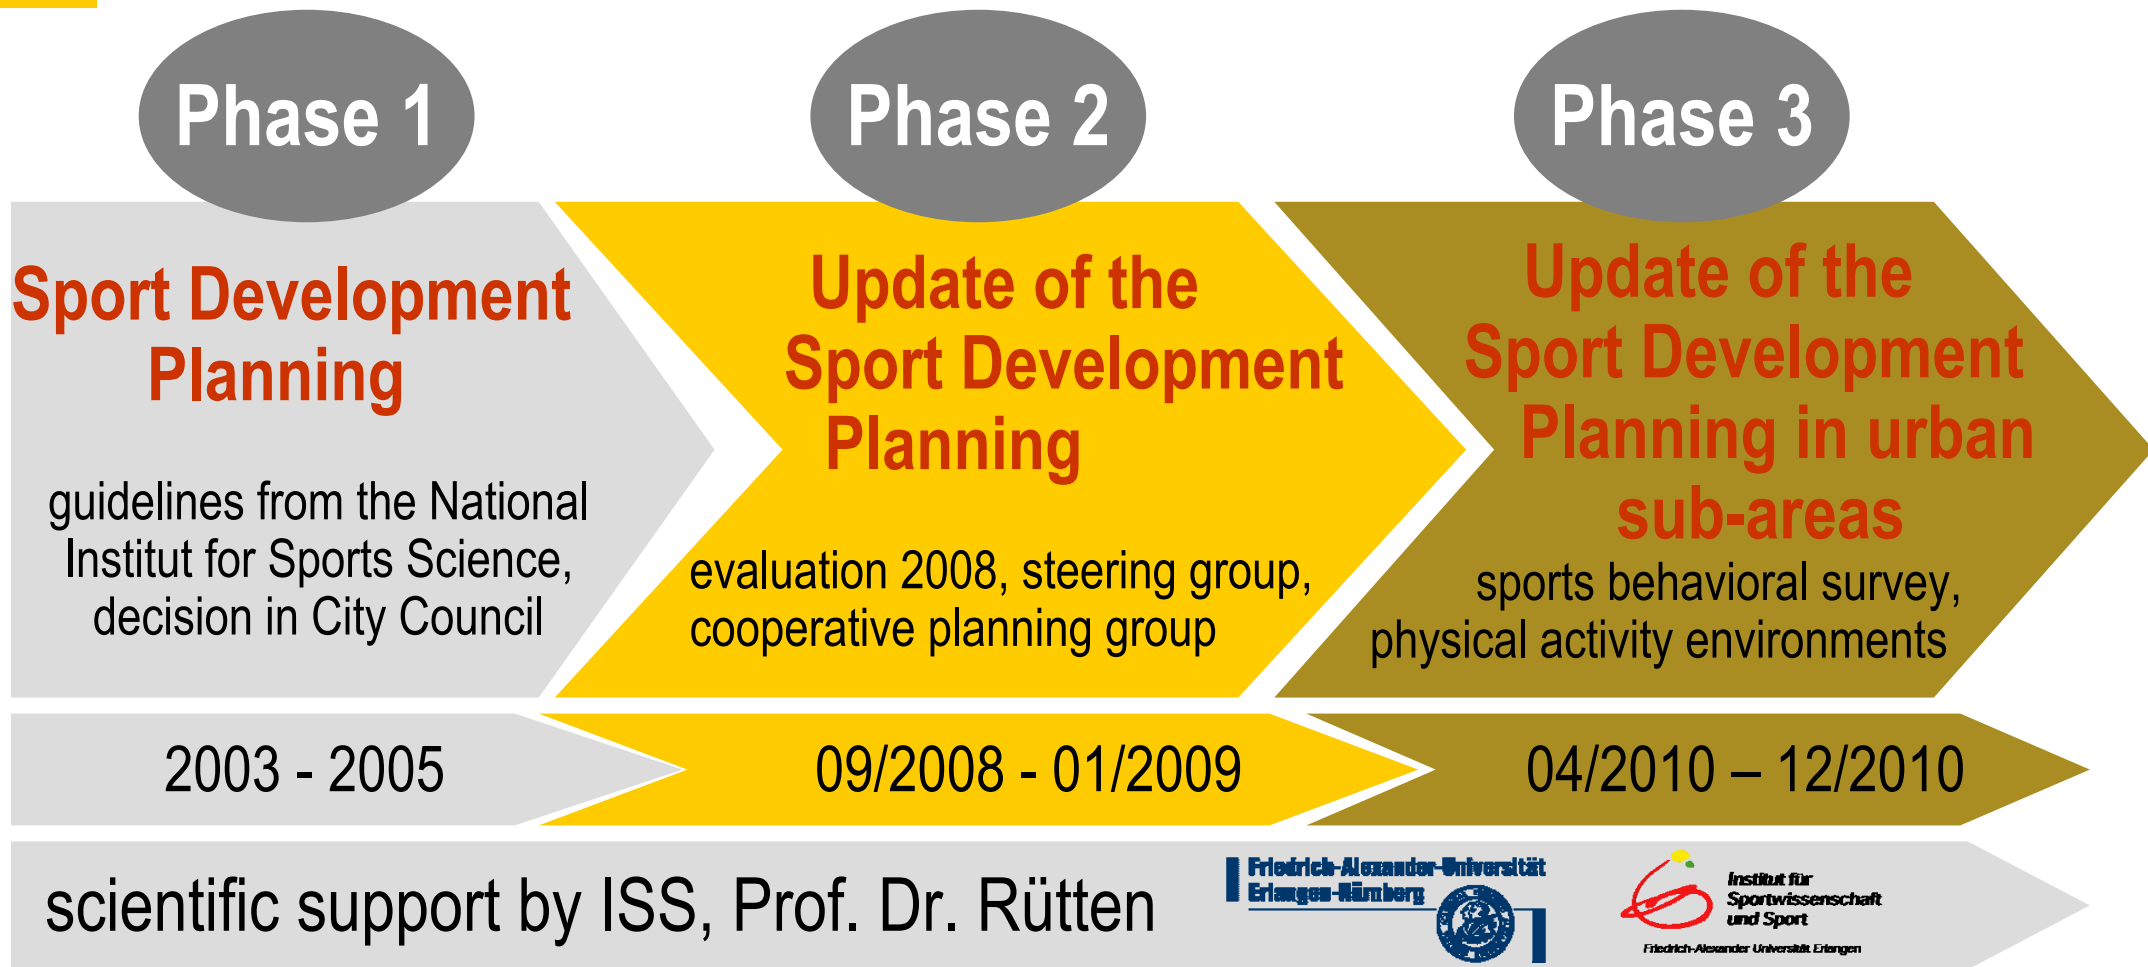 Phase 1
Phase 2
Phase 3
Sport Development
Planning
guidelines from the National
Institut for Sports Science,
decision in City Council
Update of the
Sport Development
Planning
evaluation 2008, steering group,
cooperative planning group
Update of the
Sport Development
Planning in urban
sub-areas
sports behavioral survey,
physical activity environments
2003 - 2005
09/2008 - 01/2009
04/2010 – 12/2010
scientific support by ISS, Prof. Dr. Rütten
Friedrich-Alexander-Universität
Erlangen-Nürnberg
Institut für
Sportwissenschaft
und Sport
Friedrich-Alexander Universität Erlangen